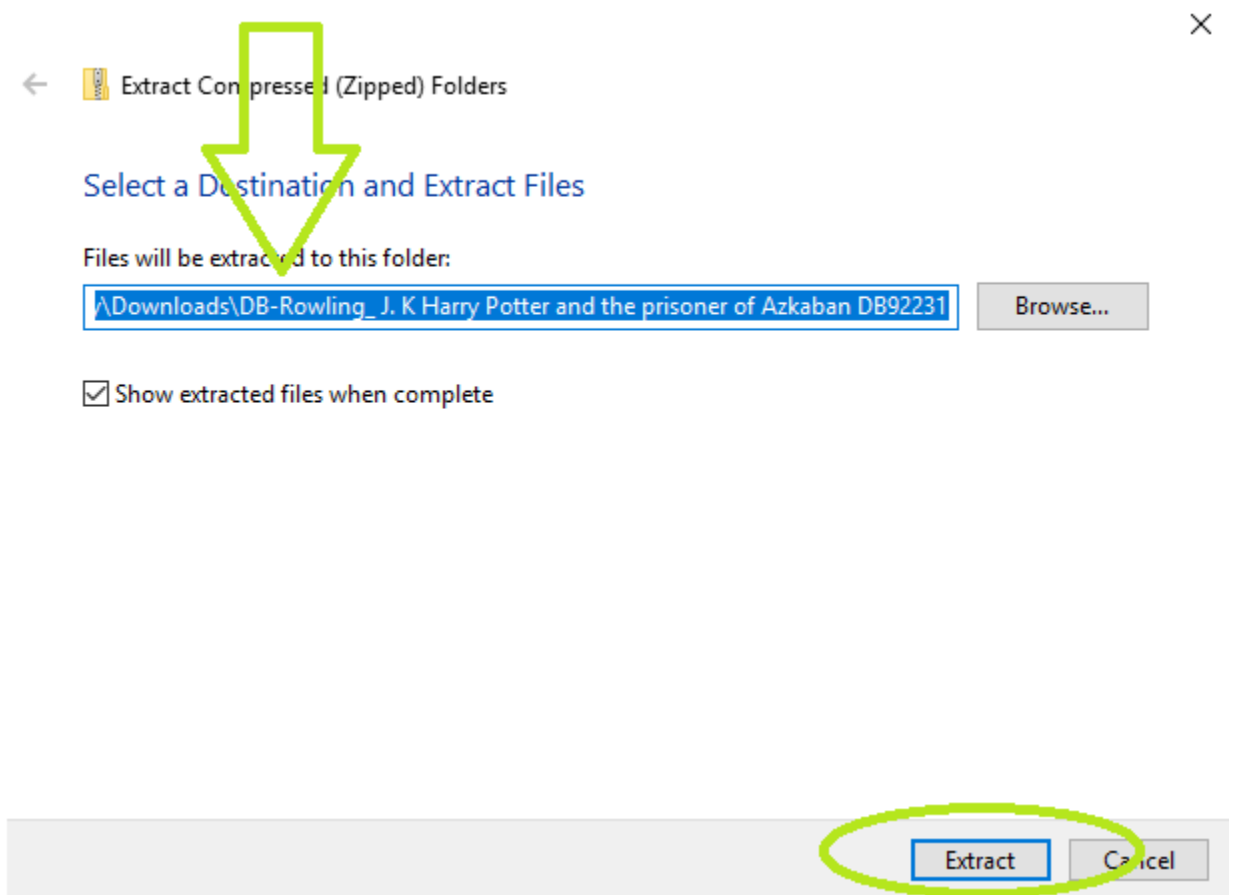 Extract Compressed (Zipped) Folders
Select a Destination and Extract Files
Files will be extracted to this folder:
\Downloads\DB-Rowling_ J. K Harry Potter and the prisoner of Azkaban DB92231
Browse...
Show extracted files when complete
Extract
Cancel